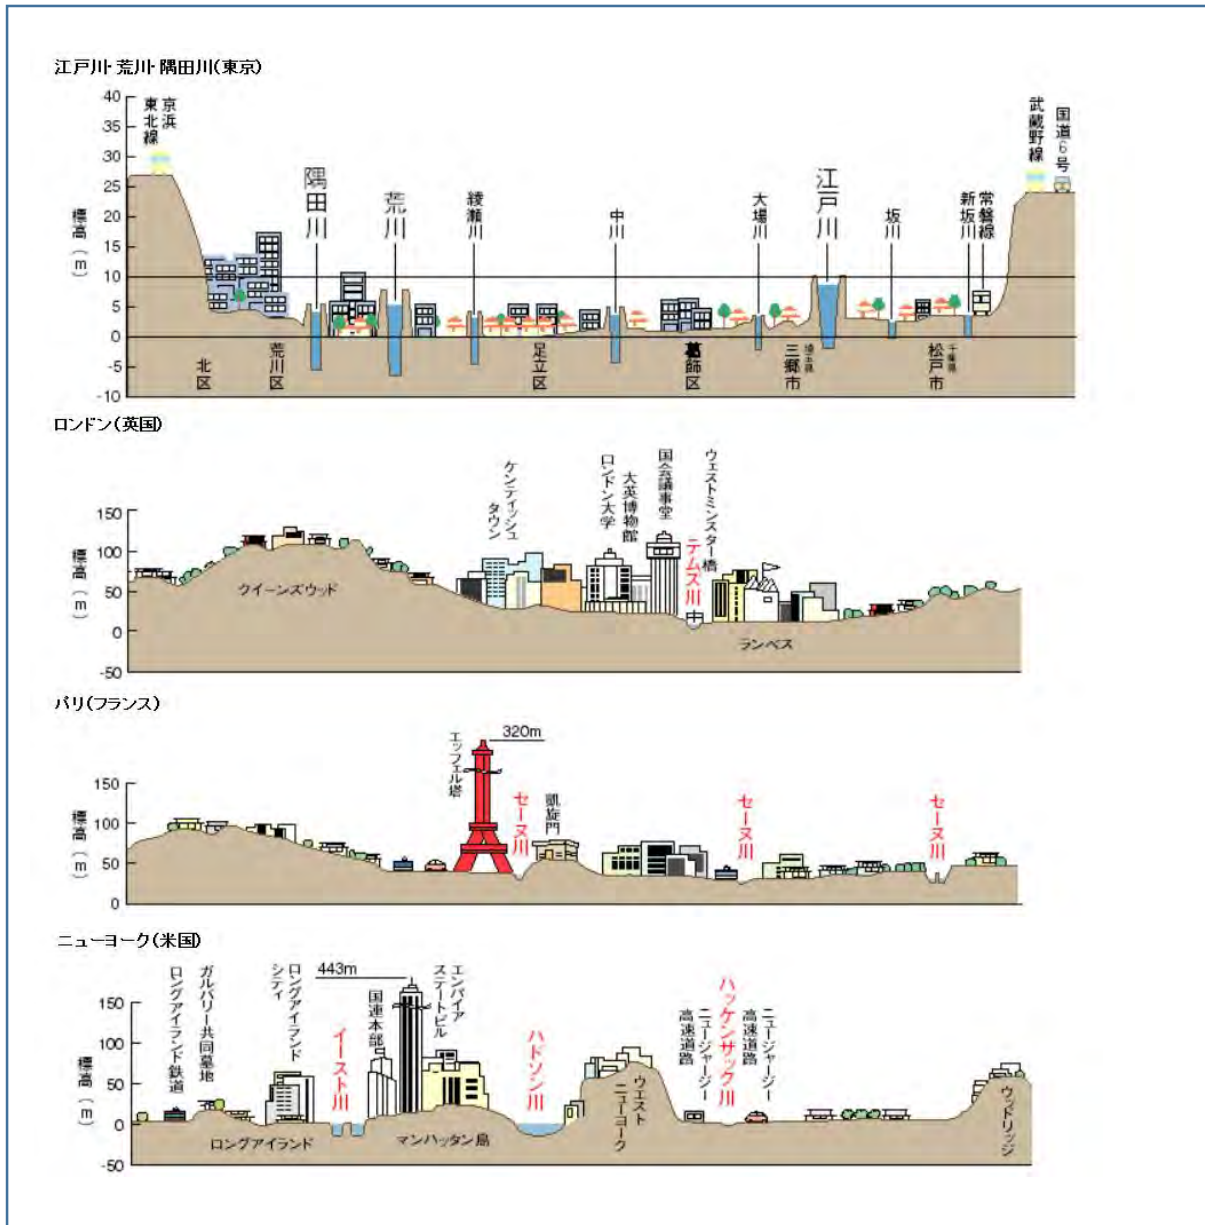 江戸川・荒川・隅田川(東京)
40
35
30
25
20
15
10
5
0
-5
-10
標高(m)
京浜
東北線
隅田川
荒川
綾瀬川
中川
大場川
江戸川
坂川
新坂川
常磐線
武蔵野線
国道6号
北区
荒川区
足立区
葛飾区
三郷市
埼玉県
松戸市
千葉県
ロンドン(英国)
150
100
50
0
-50
標高(m)
クイーンズウッド
ケンティッシュ
タウン
ロンドン大学
大英博物館
国会議事堂
テムズ川
ウェストミンスター橋
ランベス
パリ(フランス)
150
100
50
0
標高(m)
エッフェル塔
320m
セーヌ川
凱旋門
セーヌ川
セーヌ川
ニューヨーク(米国)
150
100
50
0
-50
標高(m)
ロングアイランド鉄道
ガルバリー共同墓地
ロングアイランド
シティ
443m
イースト川
国連本部
エンパイア
ステートビル
ハドソン川
ウェスト
ニューヨーク
ニュージャージー
高速道路
ハッケンサック川
ニュージャージー
高速道路
ウッドリッジ
ロングアイランド
マンハッタン島